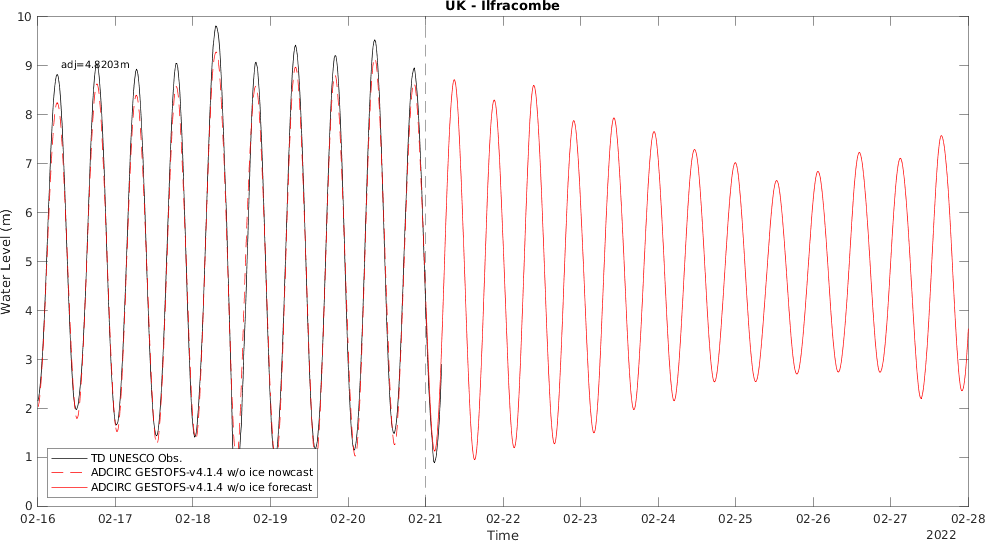 UK - Ilfracombe
10
9
8
7
6
5
4
3
2
1
0
Water Level (m)
adj=4.8203m
TD UNESCO Obs.
ADCIRC GESTOFS-v4.1.4 w/o ice nowcast
ADCIRC GESTOFS-v4.1.4 w/o ice forecast
02-16 02-17 02-18 02-19 02-20 02-21 02-22 02-23 02-24 02-25 02-26 02-27 02-28
Time
2022